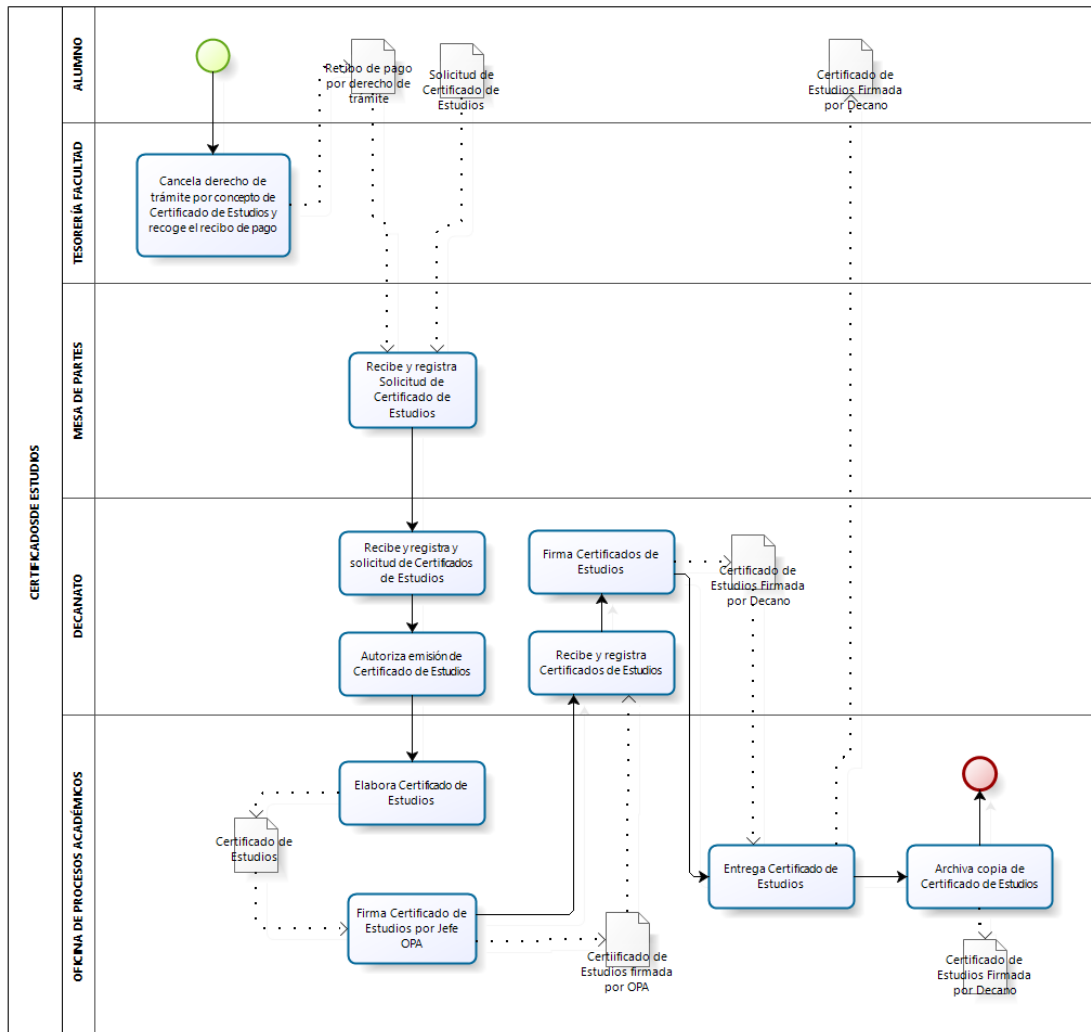 CERTIFICADOSDE ESTUDIOS
ALUMNO
Recibo de pago
por derecho de
trámite
Solicitud de
Certificado de
Estudios
Certificado de
Estudios Firmada
por Decano
TESORERÍA FACULTAD
Cancela derecho de
trámite por concepto de
Certificado de Estudios y
recoge el recibo de pago
MESA DE PARTES
Recibe y registra
Solicitud de
Certificado de
Estudios
DECANATO
Recibe y registra y
solicitud de Certificados
de Estudios
Autoriza emisión de
Certificado de Estudios
Firma Certificados de
Estudios
Recibe y registra
Certificados de Estudios
Certificado de
Estudios Firmada
por Decano
OFICINA DE PROCESOS ACADÉMICOS
Elabora Certificado de
Estudios
Certificado de
Estudios
Firma Certificado de
Estudios por Jefe
OPA
Certiificado de
Estudios firmada
por OPA
Entrega Certificado de
Estudios
Archiva copia de
Certificado de Estudios
Certificado de
Estudios Firmada
por Decano